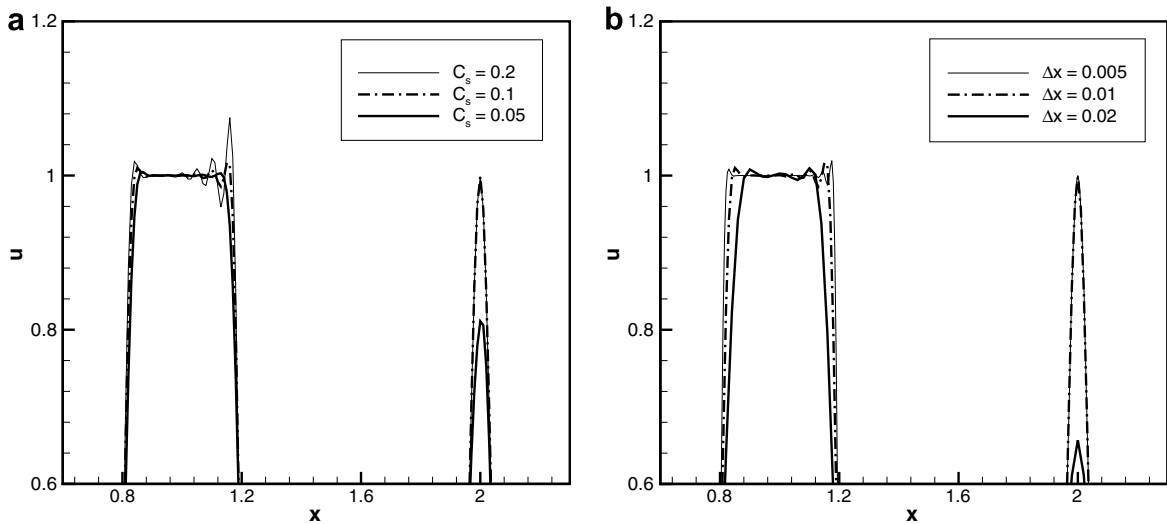 a
1.2
1
0.8
0.6
u
C_s = 0.2
C_s = 0.1
C_s = 0.05
0.8 1.2 1.6 2
x
b
1.2
1
0.8
0.6
u
Δx = 0.005
Δx = 0.01
Δx = 0.02
0.8 1.2 1.6 2
x